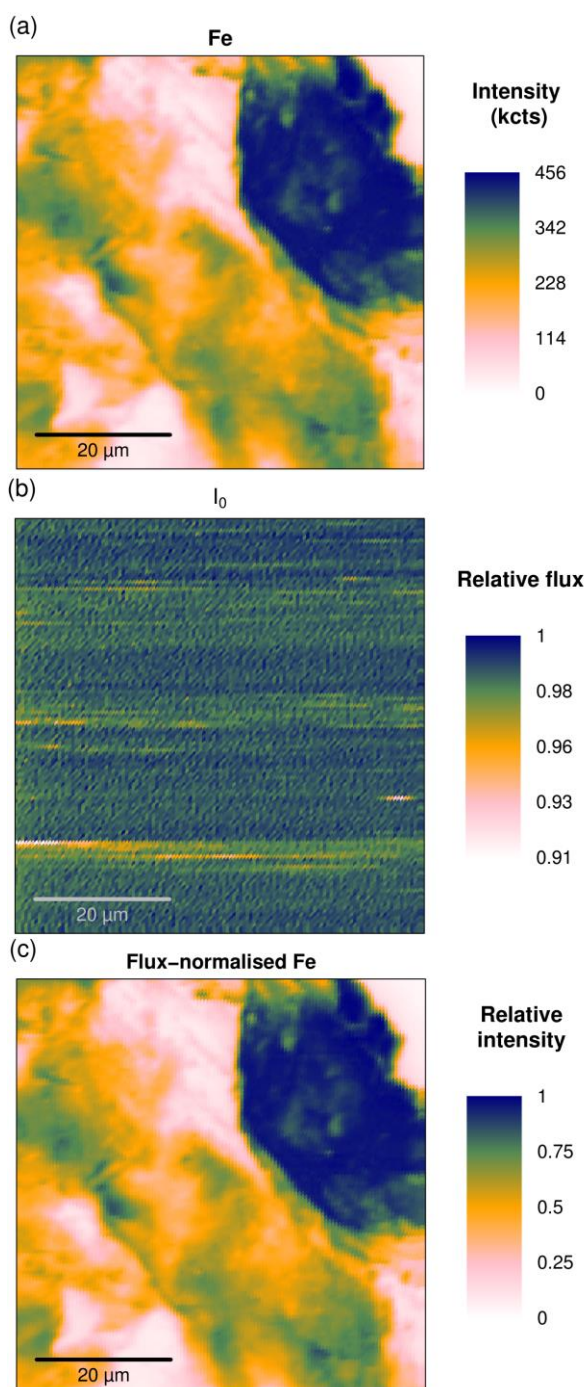 (a)
Fe
Intensity
(kcts)
456
342
228
114
0
20 µm
(b)
I0
Relative flux
1
0.98
0.96
0.93
0.91
20 µm
(c)
Flux−normalised Fe
Relative
intensity
1
0.75
0.5
0.25
0
20 µm